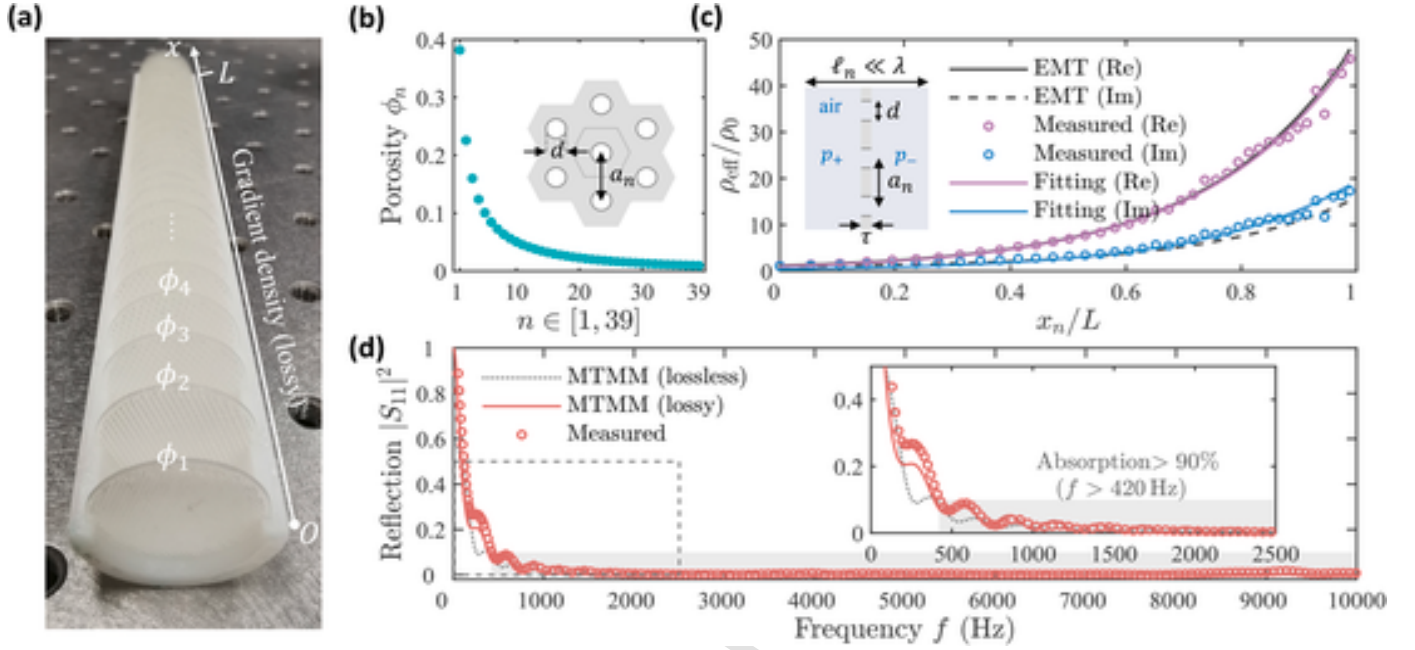 (a)
x
L
Gradient density (lossy)
⋮
ϕ4
ϕ3
ϕ2
ϕ1
O
(b)
Porosity ϕn
0.4
0.3
0.2
0.1
0
d
an
1 10 20 30 39
n ∈ [1, 39]
(c)
ρeff/ρ0
50
40
30
20
10
0
ℓn ≪ λ
air
d
p+ p−
an
τ
EMT (Re)
EMT (Im)
Measured (Re)
Measured (Im)
Fitting (Re)
Fitting (Im)
0 0.2 0.4 0.6 0.8 1
xn/L
(d)
Reflection |S11|²
1
0.8
0.6
0.4
0.2
0
MTMM (lossless)
MTMM (lossy)
Measured
0.4
0.2
0
Absorption> 90%
(f > 420 Hz)
0 500 1000 1500 2000 2500
0 1000 2000 3000 4000 5000 6000 7000 8000 9000 10000
Frequency f (Hz)